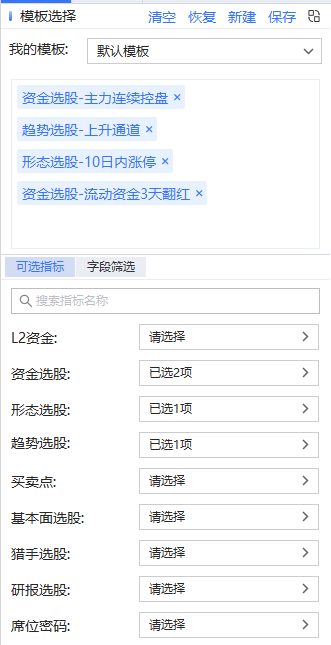 模板选择 清空 恢复 新建 保存
我的模板: 默认模板
资金选股-主力连续控盘 ×
趋势选股-上升通道 ×
形态选股-10日内涨停 ×
资金选股-流动资金3天翻红 ×
可选指标 字段筛选
搜索指标名称
L2资金: 请选择
资金选股: 已选2项
形态选股: 已选1项
趋势选股: 已选1项
买卖点: 请选择
基本面选股: 请选择
猎手选股: 请选择
研报选股: 请选择
席位密码: 请选择